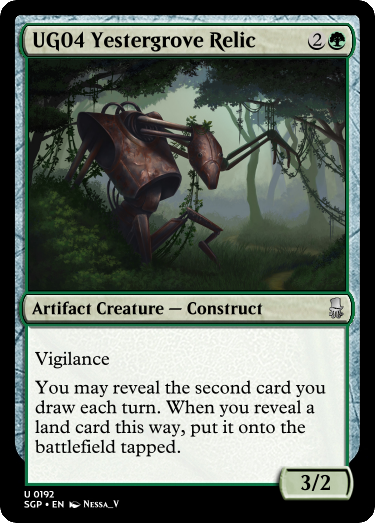 UG04 Yestergrove Relic 2
Artifact Creature — Construct
Vigilance
You may reveal the second card you
draw each turn. When you reveal a
land card this way, put it onto the
battlefield tapped.
3/2
U 0192
SGP • EN Nessa_V